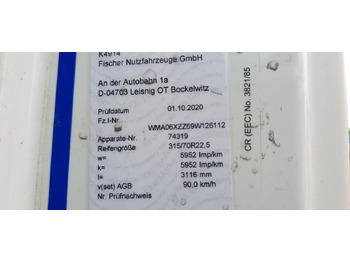 K4914
Fischer Nutzfahrzeuge GmbH
An der Autobahn 1a
D-04703 Leisnig OT Bockelwitz
Prüfdatum 01.10.2020
Fz.I-Nr. WMA06XZZ69W126112
Apparate-Nr. 74319
Reifengröße 315/70R22,5
w= 5952 Imp/km
k= 5952 Imp/km
l= 3116 mm
v(set) AGB 90,0 km/h
Nr. Prüfnachweis
CR (EEC) No. 3821/85